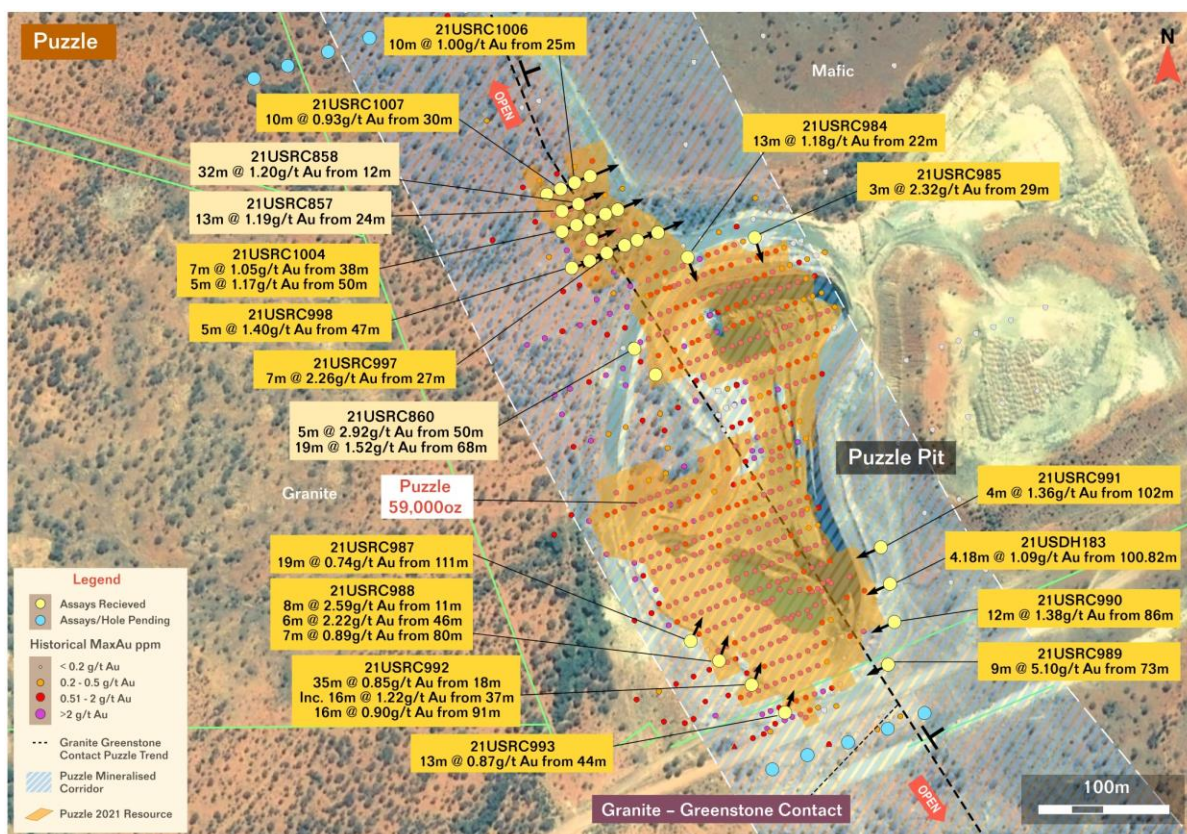 Puzzle
21USRC1006
10m @ 1.00g/t Au from 25m
Mafic
N
OPEN
21USRC1007
10m @ 0.93g/t Au from 30m
21USRC984
13m @ 1.18g/t Au from 22m
21USRC858
32m @ 1.20g/t Au from 12m
21USRC985
3m @ 2.32g/t Au from 29m
21USRC857
13m @ 1.19g/t Au from 24m
21USRC1004
7m @ 1.05g/t Au from 38m
5m @ 1.17g/t Au from 50m
21USRC998
5m @ 1.40g/t Au from 47m
21USRC997
7m @ 2.26g/t Au from 27m
21USRC860
5m @ 2.92g/t Au from 50m
19m @ 1.52g/t Au from 68m
Puzzle Pit
Granite
Puzzle
59,000oz
21USRC991
4m @ 1.36g/t Au from 102m
21USRC987
19m @ 0.74g/t Au from 111m
21USDH183
4.18m @ 1.09g/t Au from 100.82m
21USRC988
8m @ 2.59g/t Au from 11m
6m @ 2.22g/t Au from 46m
7m @ 0.89g/t Au from 80m
21USRC990
12m @ 1.38g/t Au from 86m
21USRC989
9m @ 5.10g/t Au from 73m
21USRC992
35m @ 0.85g/t Au from 18m
Inc. 16m @ 1.22g/t Au from 37m
16m @ 0.90g/t Au from 91m
21USRC993
13m @ 0.87g/t Au from 44m
Legend
Assays Recieved
Assays/Hole Pending
Historical MaxAu ppm
< 0.2 g/t Au
0.2 - 0.5 g/t Au
0.51 - 2 g/t Au
>2 g/t Au
Granite Greenstone
Contact Puzzle Trend
Puzzle Mineralised
Corridor
Puzzle 2021 Resource
Granite – Greenstone Contact
OPEN
100m